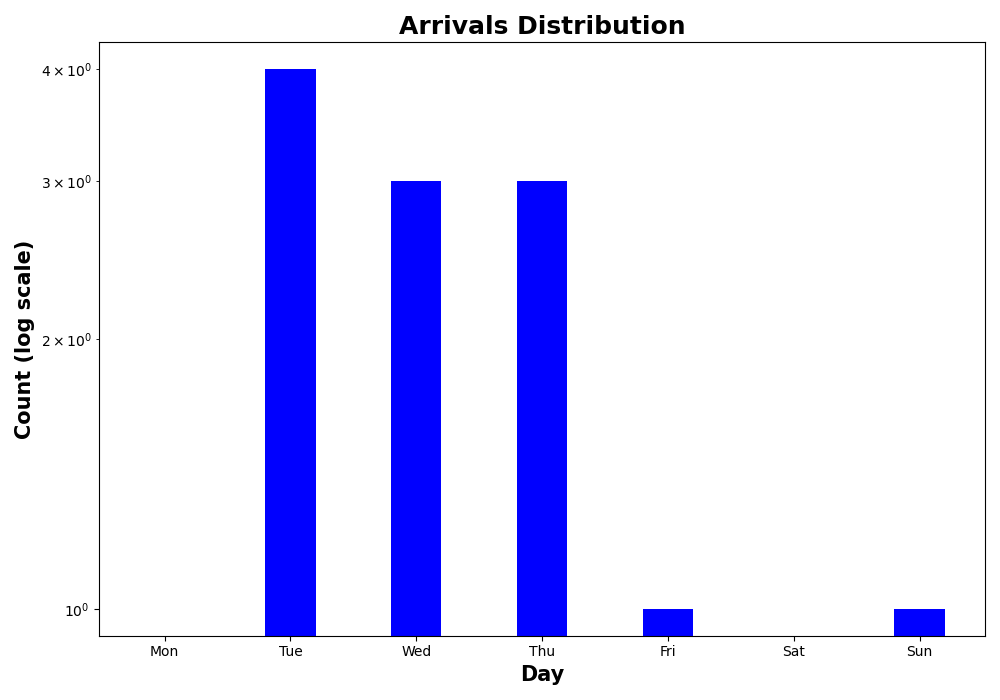 Arrivals Distribution
4 × 10⁰
3 × 10⁰
2 × 10⁰
10⁰
Count (log scale)
Mon Tue Wed Thu Fri Sat Sun
Day